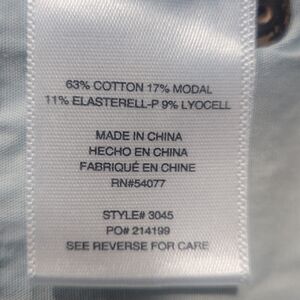 63% COTTON 17% MODAL
11% ELASTERELL-P 9% LYOCELL
MADE IN CHINA
HECHO EN CHINA
FABRIQUÉ EN CHINE
RN#54077
STYLE# 3045
PO# 214199
SEE REVERSE FOR CARE